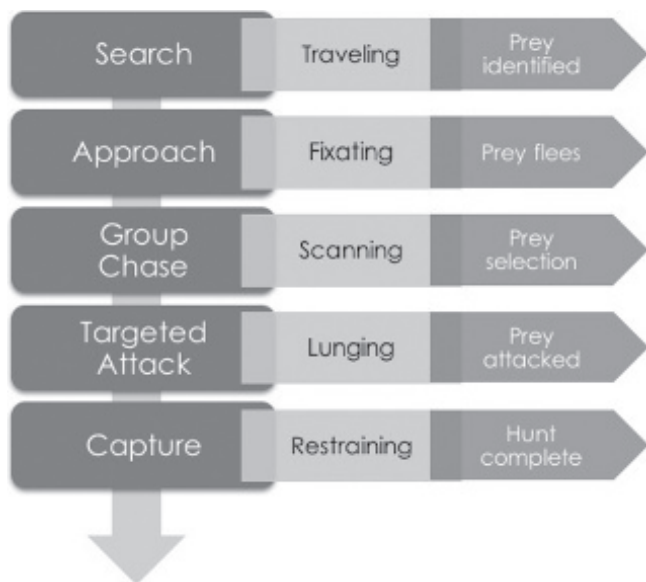 Search
Traveling
Prey
identified
Approach
Fixating
Prey flees
Group
Chase
Scanning
Prey
selection
Targeted
Attack
Lunging
Prey
attacked
Capture
Restraining
Hunt
complete